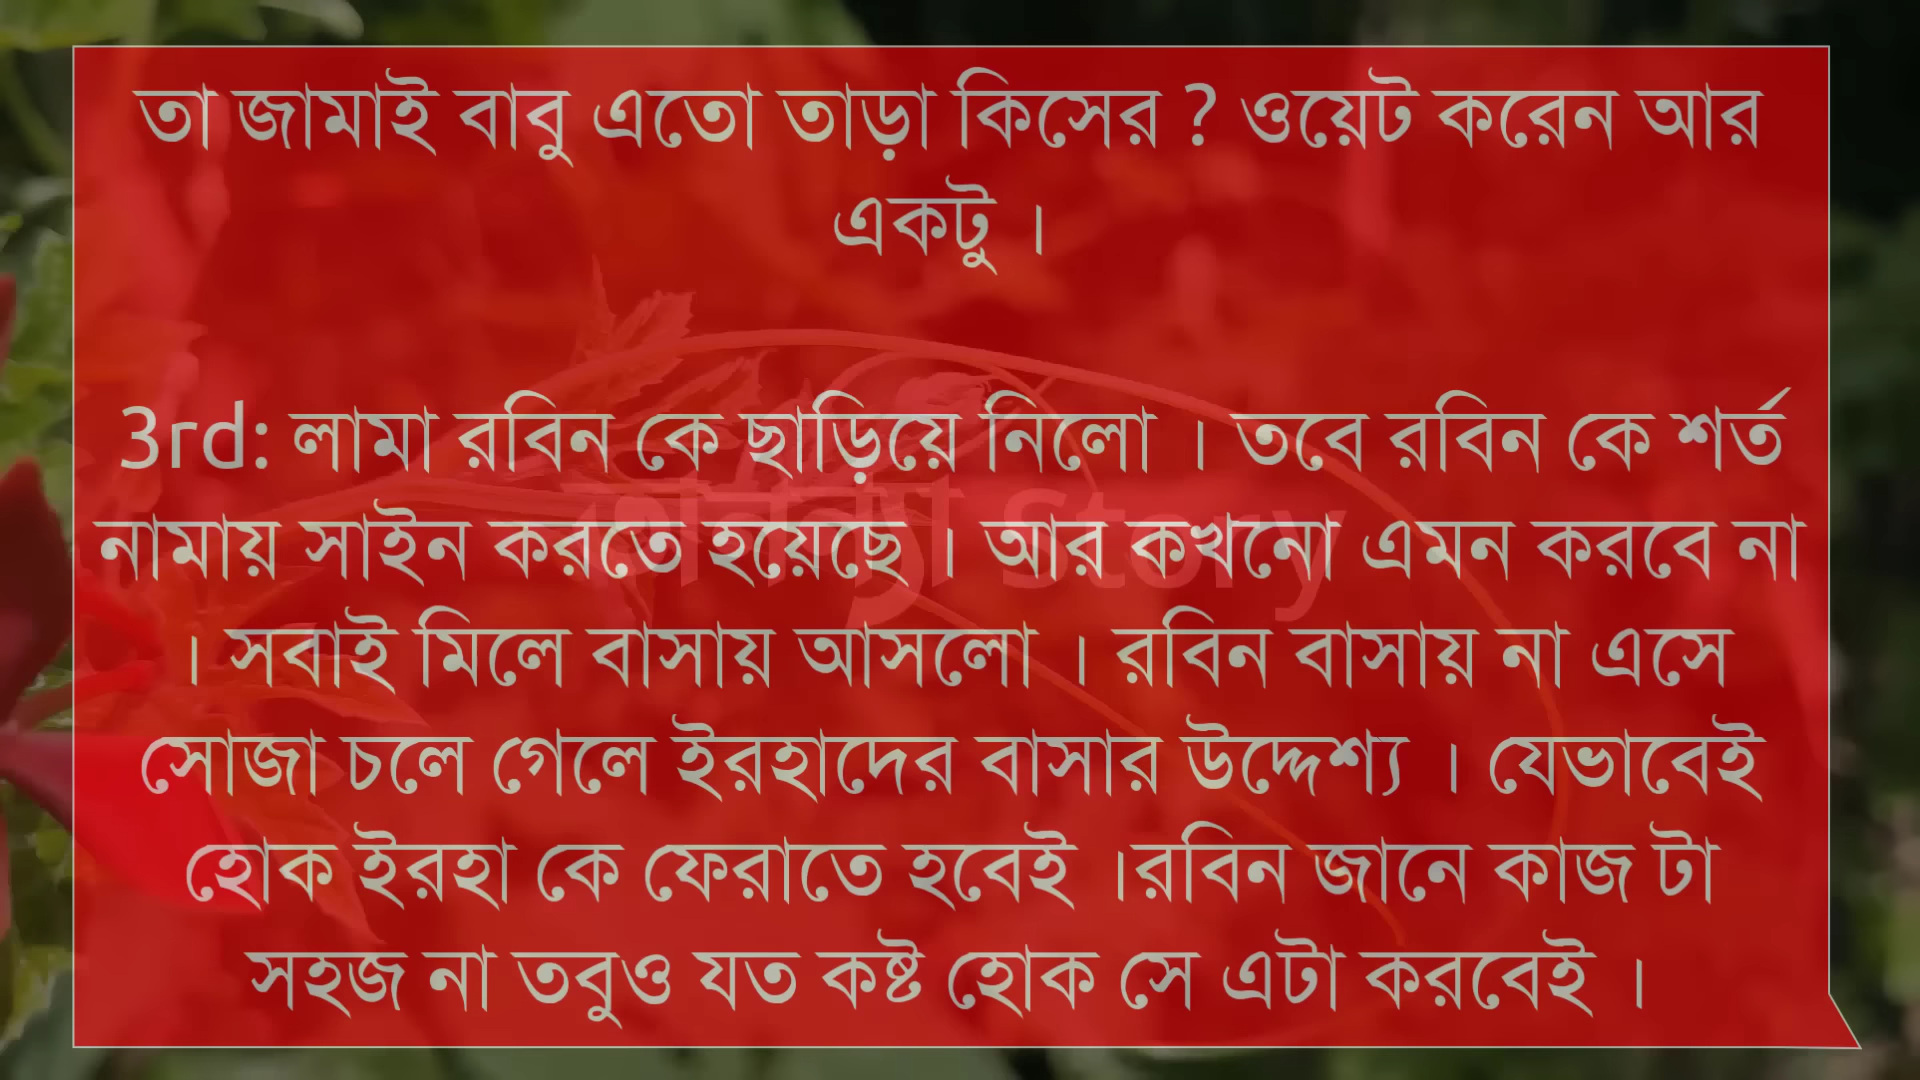 তা জামাই বাবু এতো তাড়া কিসের ? ওয়েট করেন আর
একটু ।
3rd: লামা রবিন কে ছাড়িয়ে নিলো । তবে রবিন কে শর্ত
নামায় সাইন করতে হয়েছে । আর কখনো এমন করবে না
। সবাই মিলে বাসায় আসলো । রবিন বাসায় না এসে
সোজা চলে গেলে ইরহাদের বাসার উদ্দেশ্য । যেভাবেই
হোক ইরহা কে ফেরাতে হবেই ।রবিন জানে কাজ টা
সহজ না তবুও যত কষ্ট হোক সে এটা করবেই ।
Story